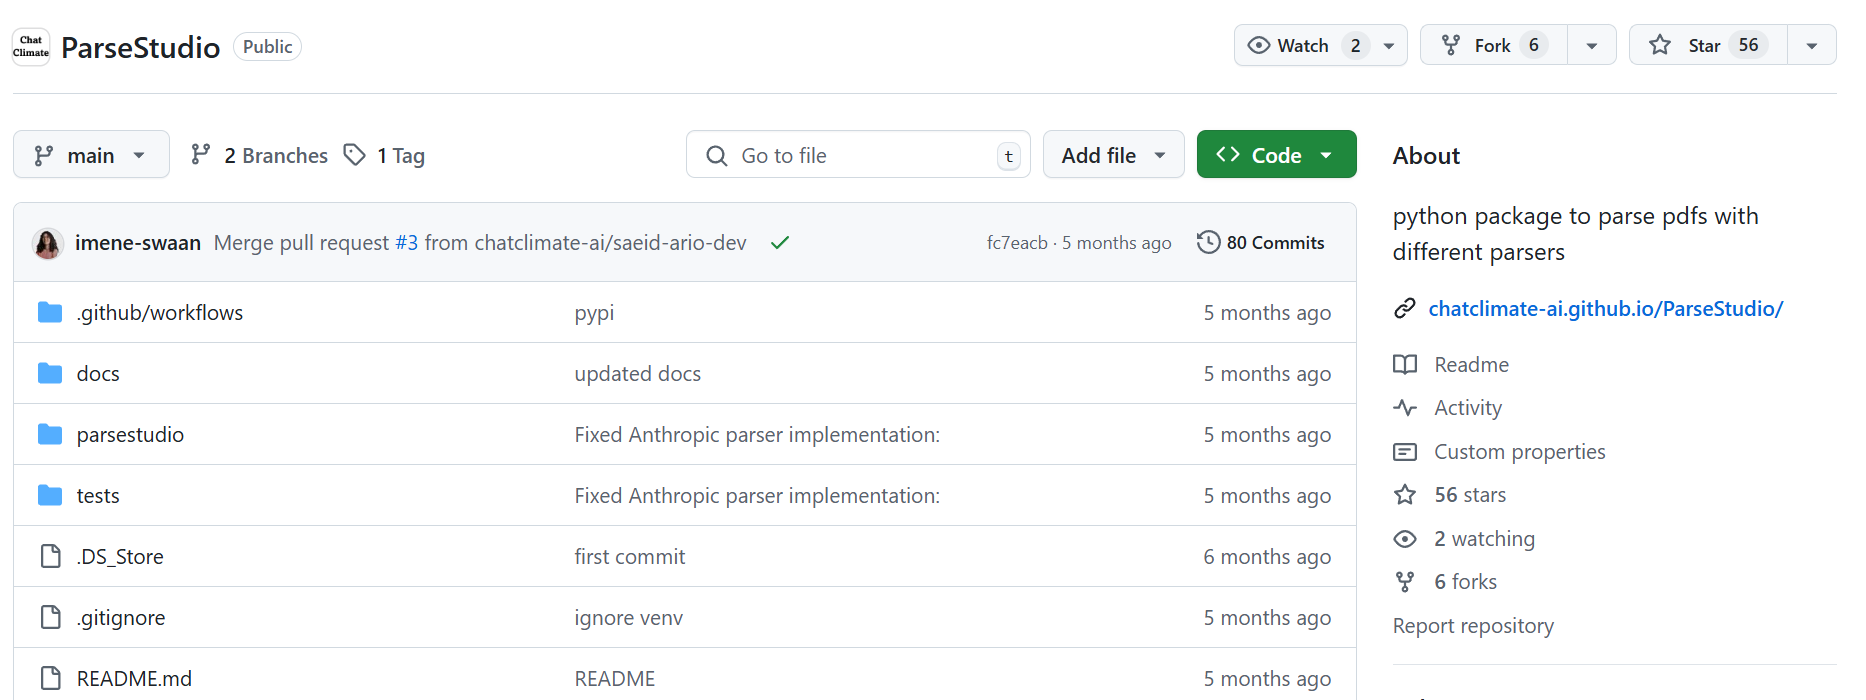 Chat
Climate
ParseStudio Public
Watch 2
Fork 6
Star 56
main
2 Branches
1 Tag
Go to file t
Add file
Code
imene-swaan Merge pull request #3 from chatclimate-ai/saeid-ario-dev fc7eacb · 5 months ago 80 Commits
.github/workflows pypi 5 months ago
docs updated docs 5 months ago
parsestudio Fixed Anthropic parser implementation: 5 months ago
tests Fixed Anthropic parser implementation: 5 months ago
.DS_Store first commit 6 months ago
.gitignore ignore venv 5 months ago
README.md README 5 months ago
About
python package to parse pdfs with
different parsers
chatclimate-ai.github.io/ParseStudio/
Readme
Activity
Custom properties
56 stars
2 watching
6 forks
Report repository